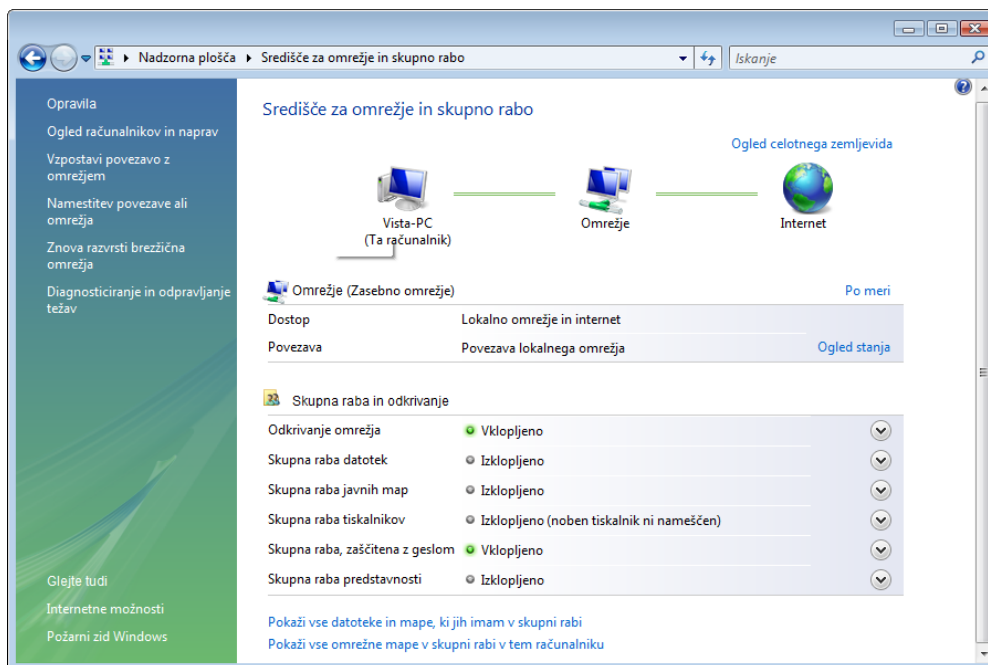 Nadzorna plošča ▸ Središče za omrežje in skupno rabo
Iskanje
Opravila
Ogled računalnikov in naprav
Vzpostavi povezavo z
omrežjem
Namestitev povezave ali
omrežja
Znova razvrsti brezžična
omrežja
Diagnosticiranje in odpravljanje
težav
Glejte tudi
Internetne možnosti
Požarni zid Windows
Središče za omrežje in skupno rabo
Ogled celotnega zemljevida
Vista-PC
(Ta računalnik)
Omrežje
Internet
Omrežje (Zasebno omrežje)
Po meri
Dostop Lokalno omrežje in internet
Povezava Povezava lokalnega omrežja Ogled stanja
Skupna raba in odkrivanje
Odkrivanje omrežja Vklopljeno
Skupna raba datotek Izklopljeno
Skupna raba javnih map Izklopljeno
Skupna raba tiskalnikov Izklopljeno (noben tiskalnik ni nameščen)
Skupna raba, zaščitena z geslom Vklopljeno
Skupna raba predstavnosti Izklopljeno
Pokaži vse datoteke in mape, ki jih imam v skupni rabi
Pokaži vse omrežne mape v skupni rabi v tem računalniku